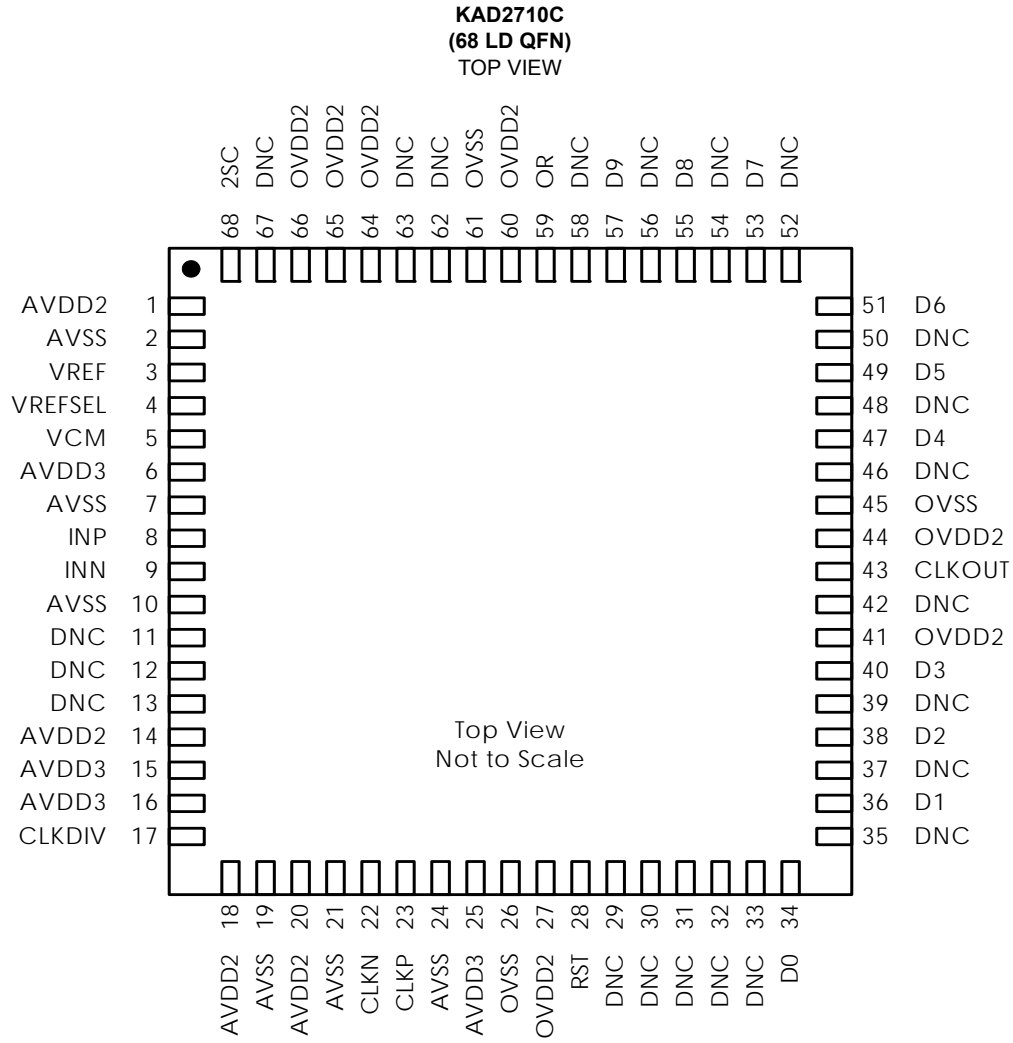 KAD2710C
(68 LD QFN)
TOP VIEW
2SC
DNC
OVDD2
OVDD2
OVDD2
DNC
DNC
OVSS
OVDD2
OR
DNC
D9
DNC
D8
DNC
D7
DNC
68
67
66
65
64
63
62
61
60
59
58
57
56
55
54
53
52
AVDD2 1
AVSS 2
VREF 3
VREFSEL 4
VCM 5
AVDD3 6
AVSS 7
INP 8
INN 9
AVSS 10
DNC 11
DNC 12
DNC 13
AVDD2 14
AVDD3 15
AVDD3 16
CLKDIV 17
51 D6
50 DNC
49 D5
48 DNC
47 D4
46 DNC
45 OVSS
44 OVDD2
43 CLKOUT
42 DNC
41 OVDD2
40 D3
39 DNC
38 D2
37 DNC
36 D1
35 DNC
Top View
Not to Scale
18
19
20
21
22
23
24
25
26
27
28
29
30
31
32
33
34
AVDD2
AVSS
AVDD2
AVSS
CLKN
CLKP
AVSS
AVDD3
OVSS
OVDD2
RST
DNC
DNC
DNC
DNC
DNC
D0